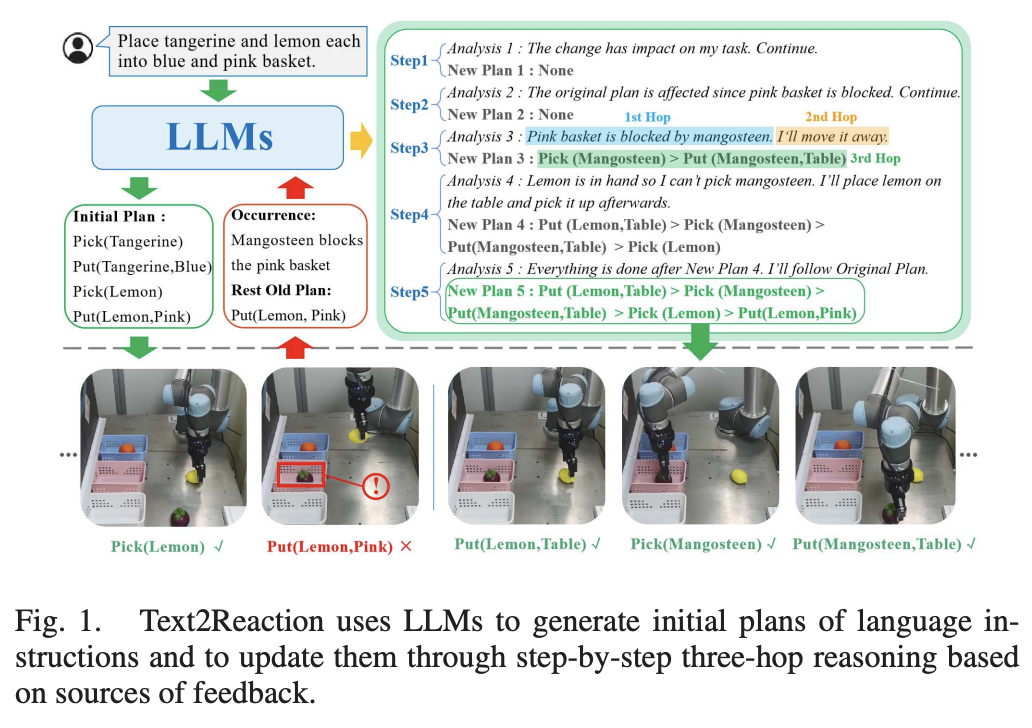 Place tangerine and lemon each
into blue and pink basket.
LLMs
Initial Plan :
Pick(Tangerine)
Put(Tangerine,Blue)
Pick(Lemon)
Put(Lemon,Pink)
Occurrence:
Mangosteen blocks
the pink basket
Rest Old Plan:
Put(Lemon, Pink)
Step1
Analysis 1 : The change has impact on my task. Continue.
New Plan 1 : None
Step2
Analysis 2 : The original plan is affected since pink basket is blocked. Continue.
New Plan 2 : None
1st Hop
2nd Hop
Step3
Analysis 3 : Pink basket is blocked by mangosteen. I'll move it away.
New Plan 3 : Pick (Mangosteen) > Put (Mangosteen,Table) 3rd Hop
Step4
Analysis 4 : Lemon is in hand so I can't pick mangosteen. I'll place lemon on
the table and pick it up afterwards.
New Plan 4 : Put (Lemon,Table) > Pick (Mangosteen) >
Put(Mangosteen,Table) > Pick (Lemon)
Step5
Analysis 5 : Everything is done after New Plan 4. I'll follow Original Plan.
New Plan 5 : Put (Lemon,Table) > Pick (Mangosteen) >
Put(Mangosteen,Table) > Pick (Lemon) > Put(Lemon,Pink)
...
!
...
Pick(Lemon) √
Put(Lemon,Pink) ×
Put(Lemon,Table) √
Pick(Mangosteen) √
Put(Mangosteen,Table) √
Fig. 1. Text2Reaction uses LLMs to generate initial plans of language in-
structions and to update them through step-by-step three-hop reasoning based
on sources of feedback.